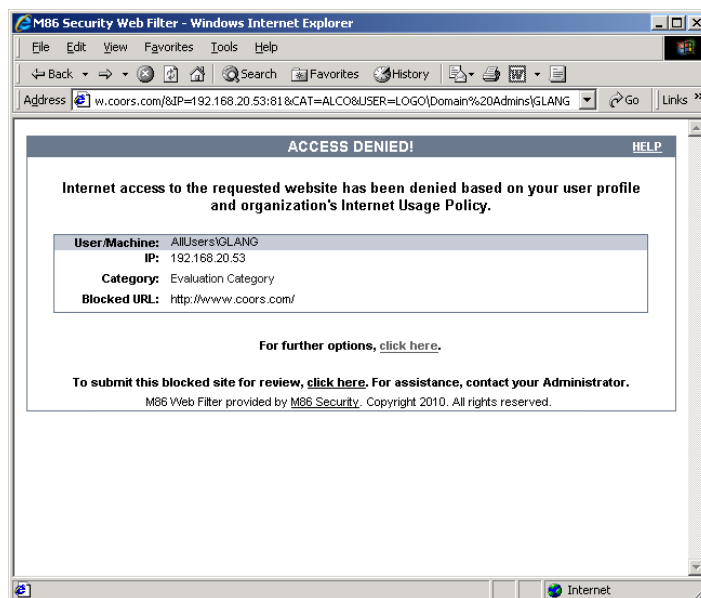 M86 Security Web Filter - Windows Internet Explorer
File Edit View Favorites Tools Help
Back Search Favorites History
Address w.coors.com/&IP=192.168.20.53:81&CAT=ALCO&USER=LOGO\Domain%20Admins\GLANG Go Links »
ACCESS DENIED! HELP
Internet access to the requested website has been denied based on your user profile
and organization's Internet Usage Policy.
User/Machine: AllUsers\GLANG
IP: 192.168.20.53
Category: Evaluation Category
Blocked URL: http://www.coors.com/
For further options, click here.
To submit this blocked site for review, click here. For assistance, contact your Administrator.
M86 Web Filter provided by M86 Security. Copyright 2010. All rights reserved.
Internet